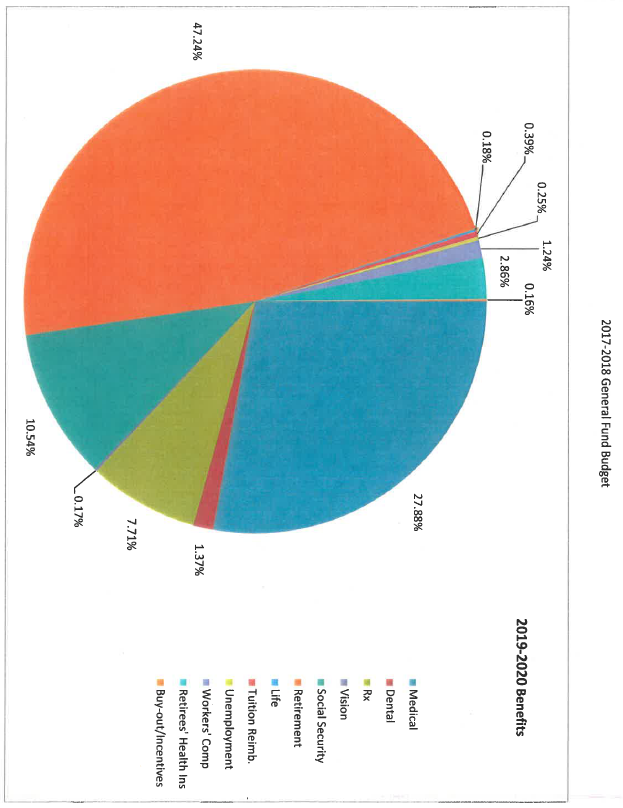 2017-2018 General Fund Budget
2019-2020 Benefits
0.16%
27.88%
1.37%
7.71%
0.17%
10.54%
47.24%
0.18%
0.39%
0.25%
1.24%
2.86%
Medical
Dental
Rx
Vision
Social Security
Retirement
Life
Tuition Reimb.
Unemployment
Workers' Comp
Retirees' Health Ins
Buy-out/Incentives